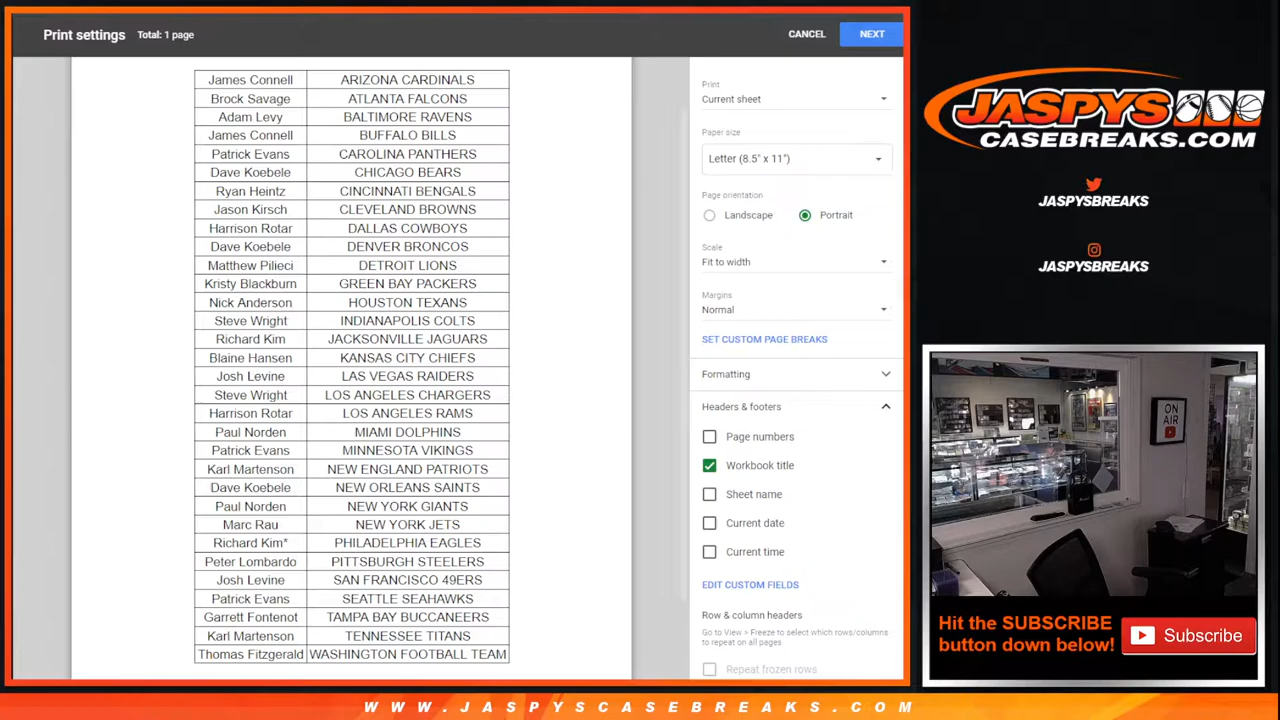 Print settings Total: 1 page CANCEL NEXT
James Connell ARIZONA CARDINALS
Brock Savage ATLANTA FALCONS
Adam Levy BALTIMORE RAVENS
James Connell BUFFALO BILLS
Patrick Evans CAROLINA PANTHERS
Dave Koebele CHICAGO BEARS
Ryan Heintz CINCINNATI BENGALS
Jason Kirsch CLEVELAND BROWNS
Harrison Rotar DALLAS COWBOYS
Dave Koebele DENVER BRONCOS
Matthew Pilieci DETROIT LIONS
Kristy Blackburn GREEN BAY PACKERS
Nick Anderson HOUSTON TEXANS
Steve Wright INDIANAPOLIS COLTS
Richard Kim JACKSONVILLE JAGUARS
Blaine Hansen KANSAS CITY CHIEFS
Josh Levine LAS VEGAS RAIDERS
Steve Wright LOS ANGELES CHARGERS
Harrison Rotar LOS ANGELES RAMS
Paul Norden MIAMI DOLPHINS
Patrick Evans MINNESOTA VIKINGS
Karl Martenson NEW ENGLAND PATRIOTS
Dave Koebele NEW ORLEANS SAINTS
Paul Norden NEW YORK GIANTS
Marc Rau NEW YORK JETS
Richard Kim* PHILADELPHIA EAGLES
Peter Lombardo PITTSBURGH STEELERS
Josh Levine SAN FRANCISCO 49ERS
Patrick Evans SEATTLE SEAHAWKS
Garrett Fontenot TAMPA BAY BUCCANEERS
Karl Martenson TENNESSEE TITANS
Thomas Fitzgerald WASHINGTON FOOTBALL TEAM
Print
Current sheet
Paper size
Letter (8.5" x 11")
Page orientation
Landscape Portrait
Scale
Fit to width
Margins
Normal
SET CUSTOM PAGE BREAKS
Formatting
Headers & footers
Page numbers
Workbook title
Sheet name
Current date
Current time
EDIT CUSTOM FIELDS
Row & column headers
Go to View > Freeze to select which rows/columns
to repeat on all pages
Repeat frozen rows
JASPYS
CASEBREAKS.COM
JASPYSBREAKS
JASPYSBREAKS
ON
AIR
Hit the SUBSCRIBE
button down below!
Subscribe
WWW.JASPYSCASEBREAKS.COM